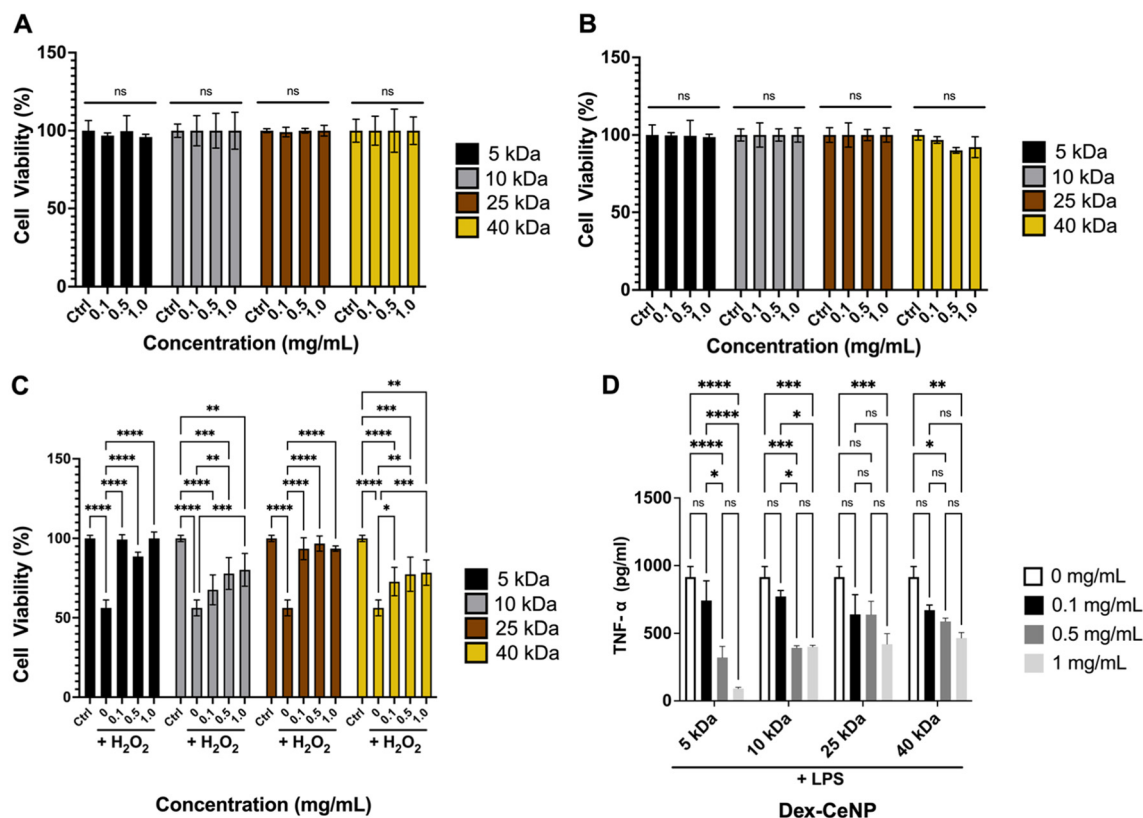 A
150
100
50
0
Cell Viability (%)
ns
ns
ns
ns
Ctrl
0.1
0.5
1.0
Ctrl
0.1
0.5
1.0
Ctrl
0.1
0.5
1.0
Ctrl
0.1
0.5
1.0
Concentration (mg/mL)
5 kDa
10 kDa
25 kDa
40 kDa
B
150
100
50
0
Cell Viability (%)
ns
ns
ns
ns
Ctrl
0.1
0.5
1.0
Ctrl
0.1
0.5
1.0
Ctrl
0.1
0.5
1.0
Ctrl
0.1
0.5
1.0
Concentration (mg/mL)
5 kDa
10 kDa
25 kDa
40 kDa
C
150
100
50
0
Cell Viability (%)
****
****
****
****
**
***
**
****
****
***
****
****
****
****
**
***
****
**
****
***
*
Ctrl
0
0.1
0.5
1.0
+ H₂O₂
Ctrl
0
0.1
0.5
1.0
+ H₂O₂
Ctrl
0
0.1
0.5
1.0
+ H₂O₂
Ctrl
0
0.1
0.5
1.0
+ H₂O₂
Concentration (mg/mL)
5 kDa
10 kDa
25 kDa
40 kDa
D
1500
1000
500
0
TNF- α (pg/ml)
****
****
****
*
ns
ns
***
*
***
*
ns
ns
***
ns
ns
ns
ns
ns
**
ns
*
ns
ns
ns
5 kDa
10 kDa
25 kDa
40 kDa
+ LPS
Dex-CeNP
0 mg/mL
0.1 mg/mL
0.5 mg/mL
1 mg/mL